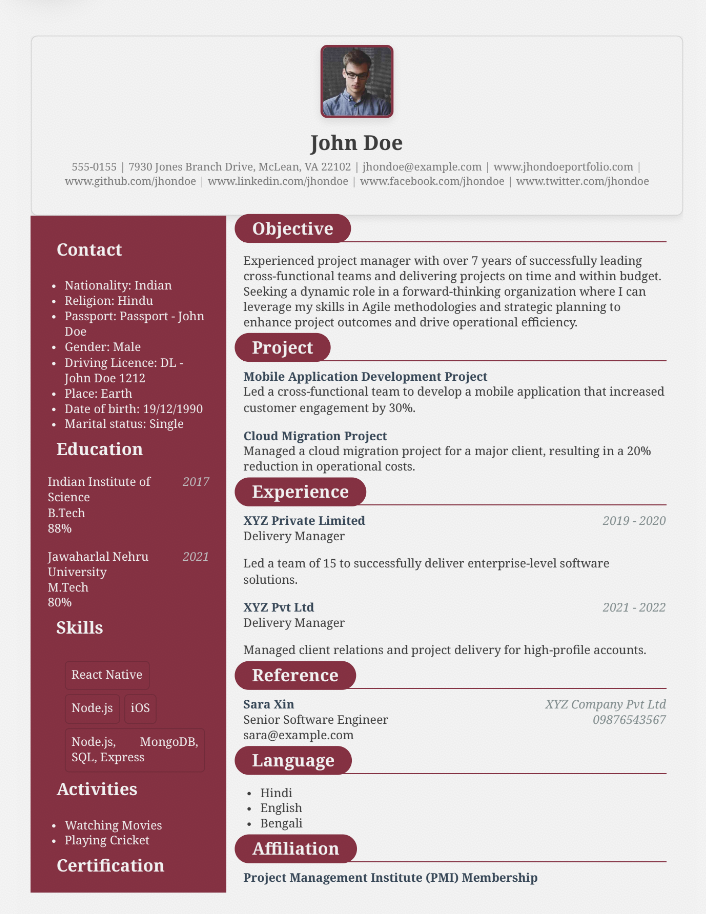 John Doe
555-0155 | 7930 Jones Branch Drive, McLean, VA 22102 | jhondoe@example.com | www.jhondoeportfolio.com |
www.github.com/jhondoe | www.linkedin.com/jhondoe | www.facebook.com/jhondoe | www.twitter.com/jhondoe
Contact
• Nationality: Indian
• Religion: Hindu
• Passport: Passport - John
Doe
• Gender: Male
• Driving Licence: DL -
John Doe 1212
• Place: Earth
• Date of birth: 19/12/1990
• Marital status: Single
Education
Indian Institute of 2017
Science
B.Tech
88%
Jawaharlal Nehru 2021
University
M.Tech
80%
Skills
React Native
Node.js iOS
Node.js, MongoDB,
SQL, Express
Activities
• Watching Movies
• Playing Cricket
Certification
Objective
Experienced project manager with over 7 years of successfully leading
cross-functional teams and delivering projects on time and within budget.
Seeking a dynamic role in a forward-thinking organization where I can
leverage my skills in Agile methodologies and strategic planning to
enhance project outcomes and drive operational efficiency.
Project
Mobile Application Development Project
Led a cross-functional team to develop a mobile application that increased
customer engagement by 30%.
Cloud Migration Project
Managed a cloud migration project for a major client, resulting in a 20%
reduction in operational costs.
Experience
XYZ Private Limited 2019 - 2020
Delivery Manager
Led a team of 15 to successfully deliver enterprise-level software
solutions.
XYZ Pvt Ltd 2021 - 2022
Delivery Manager
Managed client relations and project delivery for high-profile accounts.
Reference
Sara Xin XYZ Company Pvt Ltd
Senior Software Engineer 09876543567
sara@example.com
Language
• Hindi
• English
• Bengali
Affiliation
Project Management Institute (PMI) Membership